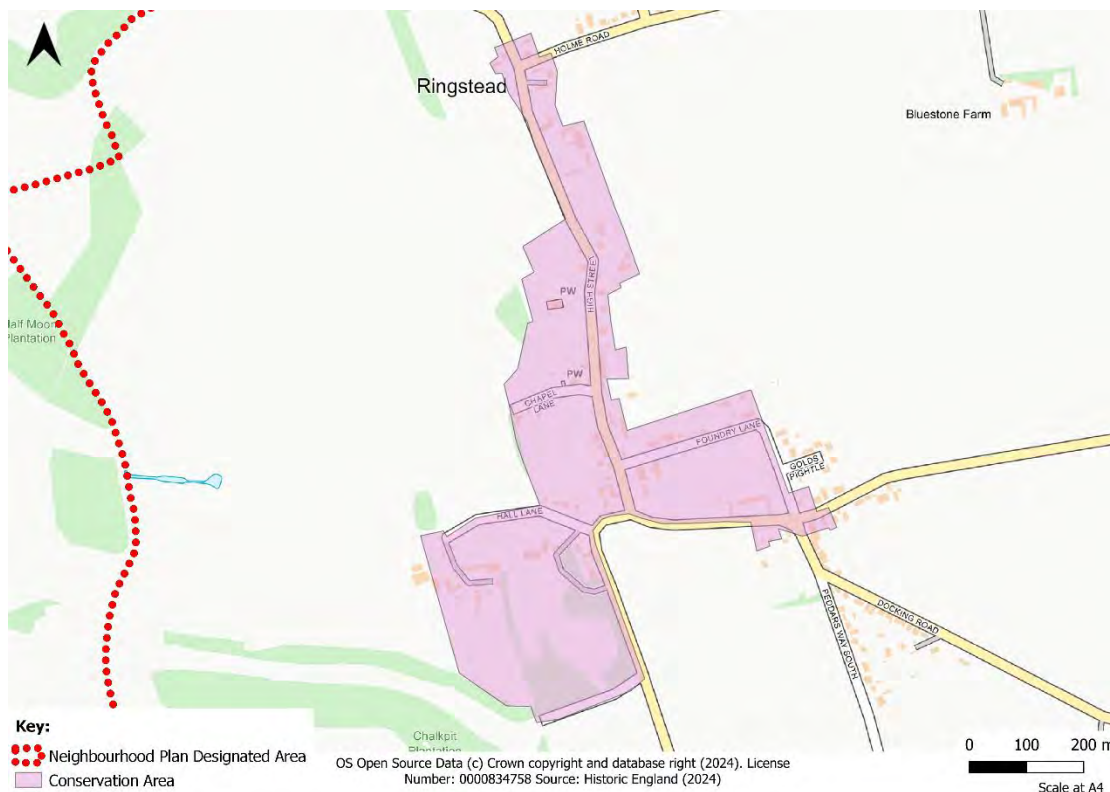 HOLME ROAD
Ringstead
Bluestone Farm
HIGH STREET
PW
Half Moon
Plantation
PW
CHAPEL
LANE
FOUNDRY LANE
GOLDS
PIGHTLE
HALL LANE
PEDDARS WAY SOUTH
DOCKING ROAD
Chalkpit
Plantation
Key:
Neighbourhood Plan Designated Area
Conservation Area
OS Open Source Data (c) Crown copyright and database right (2024). License
Number: 0000834758 Source: Historic England (2024)
0 100 200 m
Scale at A4